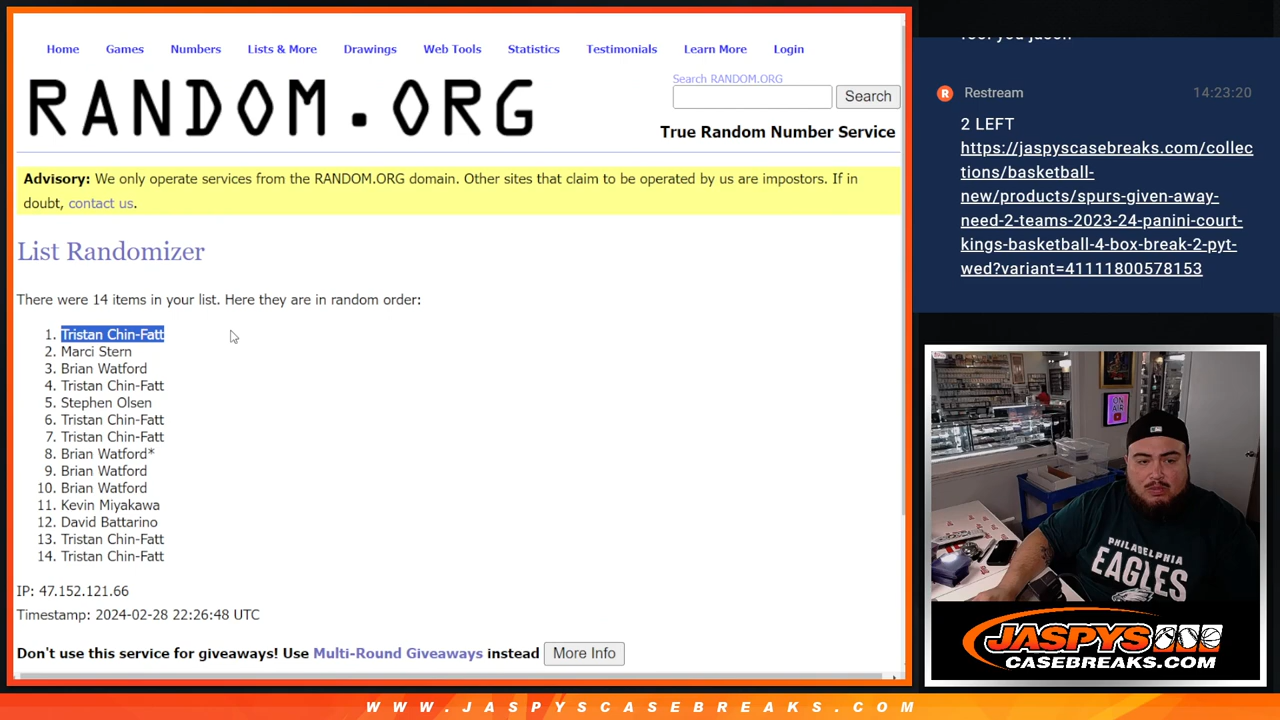 Home Games Numbers Lists & More Drawings Web Tools Statistics Testimonials Learn More Login
RANDOM.ORG
Search RANDOM.ORG
Search
True Random Number Service
Advisory: We only operate services from the RANDOM.ORG domain. Other sites that claim to be operated by us are impostors. If in
doubt, contact us.
List Randomizer
There were 14 items in your list. Here they are in random order:
1. Tristan Chin-Fatt
2. Marci Stern
3. Brian Watford
4. Tristan Chin-Fatt
5. Stephen Olsen
6. Tristan Chin-Fatt
7. Tristan Chin-Fatt
8. Brian Watford*
9. Brian Watford
10. Brian Watford
11. Kevin Miyakawa
12. David Battarino
13. Tristan Chin-Fatt
14. Tristan Chin-Fatt
IP: 47.152.121.66
Timestamp: 2024-02-28 22:26:48 UTC
Don't use this service for giveaways! Use Multi-Round Giveaways instead More Info
R Restream 14:23:20
2 LEFT
https://jaspyscasebreaks.com/collec
tions/basketball-
new/products/spurs-given-away-
need-2-teams-2023-24-panini-court-
kings-basketball-4-box-break-2-pyt-
wed?variant=41111800578153
ON
AIR
PHILADELPHIA
EAGLES
JASPYS
CASEBREAKS.COM
WWW.JASPYSCASEBREAKS.COM